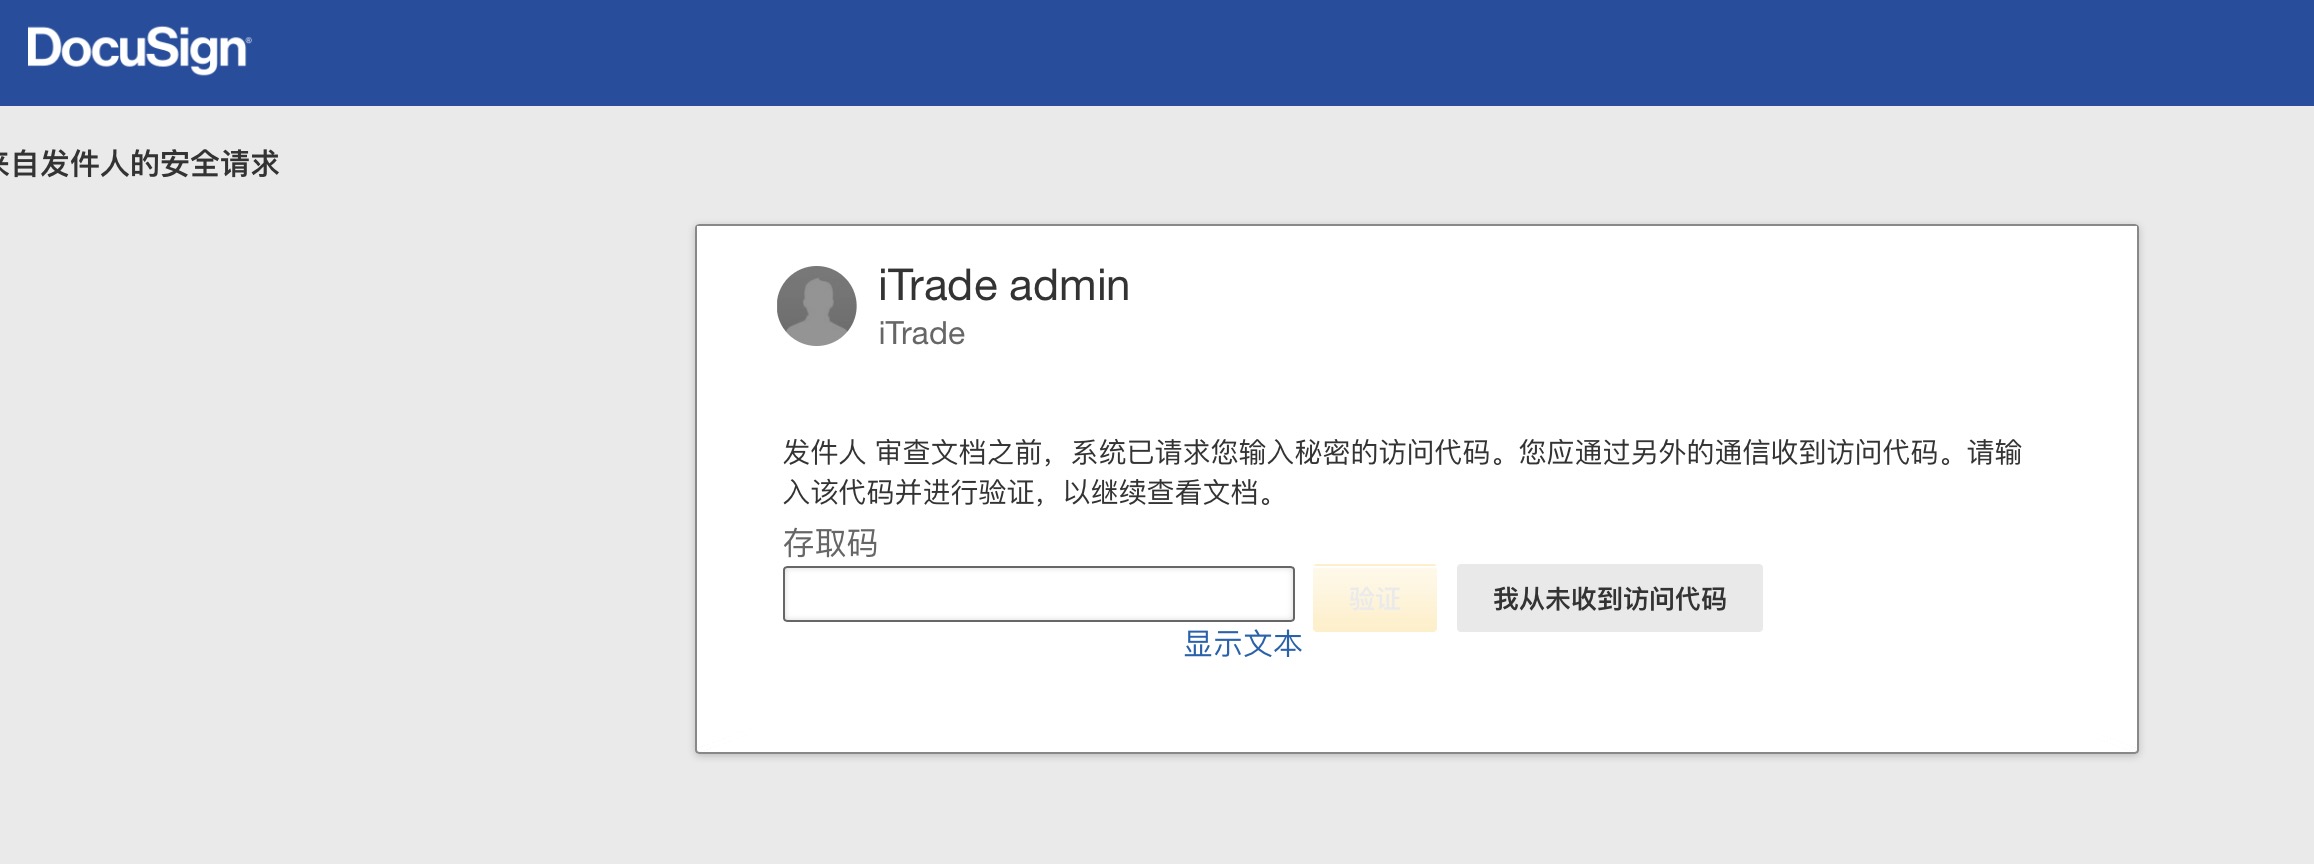 DocuSign®
来自发件人的安全请求
iTrade admin
iTrade
发件人 审查文档之前，系统已请求您输入秘密的访问代码。您应通过另外的通信收到访问代码。请输
入该代码并进行验证，以继续查看文档。
存取码
验证 我从未收到访问代码
显示文本